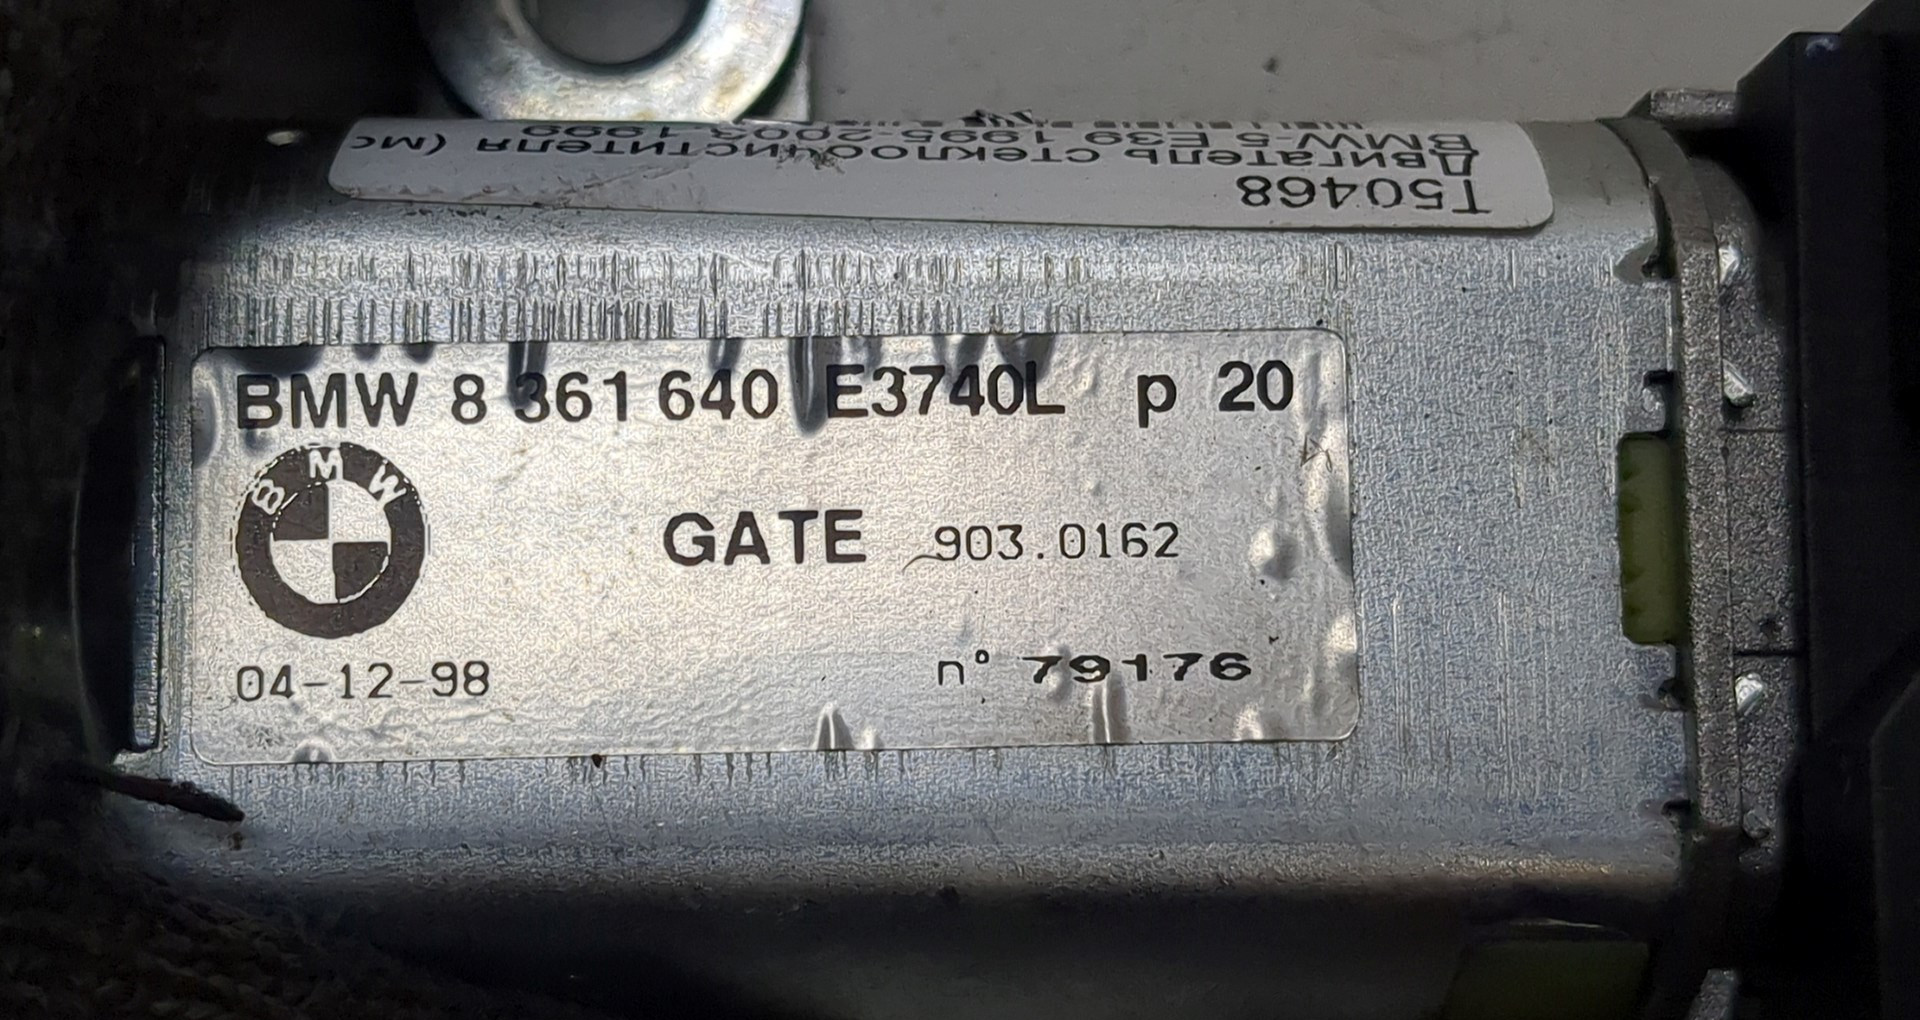 T50468
Двигатель стеклоочистителя (мо
BMW-5 E39 1995-2003 1999
BMW 8 361 640 E3740L p 20
BMW
GATE 903.0162
04-12-98 n° 79176